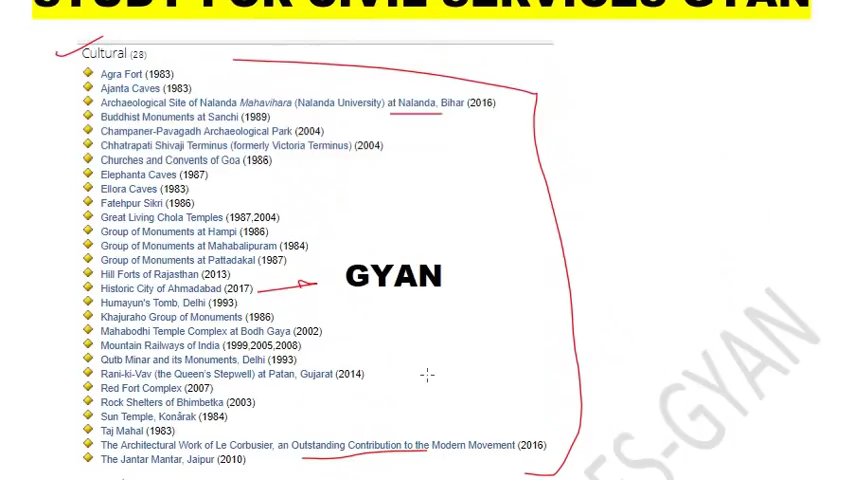 STUDY FOR CIVIL SERVICES GYAN
Cultural (28)
Agra Fort (1983)
Ajanta Caves (1983)
Archaeological Site of Nalanda Mahavihara (Nalanda University) at Nalanda, Bihar (2016)
Buddhist Monuments at Sanchi (1989)
Champaner-Pavagadh Archaeological Park (2004)
Chhatrapati Shivaji Terminus (formerly Victoria Terminus) (2004)
Churches and Convents of Goa (1986)
Elephanta Caves (1987)
Ellora Caves (1983)
Fatehpur Sikri (1986)
Great Living Chola Temples (1987,2004)
Group of Monuments at Hampi (1986)
Group of Monuments at Mahabalipuram (1984)
Group of Monuments at Pattadakal (1987)
Hill Forts of Rajasthan (2013)
Historic City of Ahmadabad (2017)
GYAN
Humayun's Tomb, Delhi (1993)
Khajuraho Group of Monuments (1986)
Mahabodhi Temple Complex at Bodh Gaya (2002)
Mountain Railways of India (1999,2005,2008)
Qutb Minar and its Monuments, Delhi (1993)
Rani-ki-Vav (the Queen's Stepwell) at Patan, Gujarat (2014)
Red Fort Complex (2007)
Rock Shelters of Bhimbetka (2003)
Sun Temple, Konârak (1984)
Taj Mahal (1983)
The Architectural Work of Le Corbusier, an Outstanding Contribution to the Modern Movement (2016)
The Jantar Mantar, Jaipur (2010)
ES-GYAN